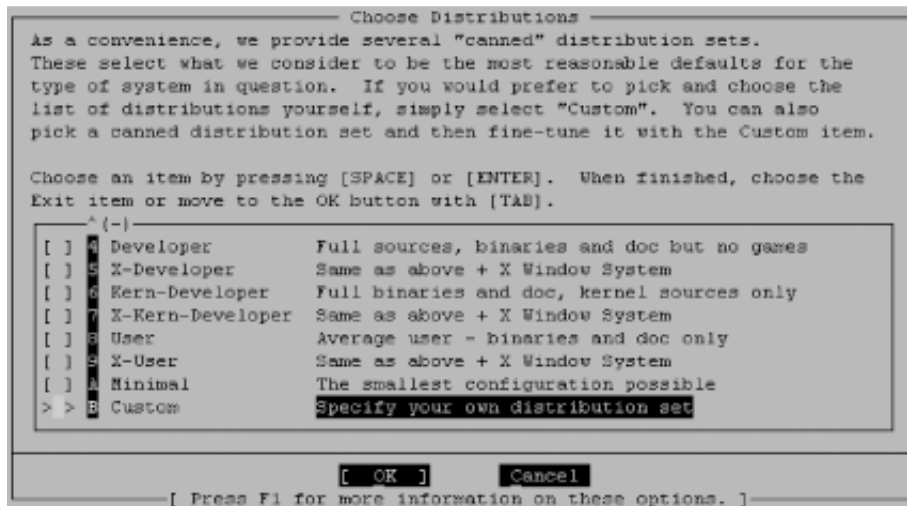 Choose Distributions
As a convenience, we provide several "canned" distribution sets.
These select what we consider to be the most reasonable defaults for the
type of system in question.  If you would prefer to pick and choose the
list of distributions yourself, simply select "Custom".  You can also
pick a canned distribution set and then fine-tune it with the Custom item.
Choose an item by pressing [SPACE] or [ENTER].  When finished, choose the
Exit item or move to the OK button with [TAB].
^(-)
[ ] 4 Developer Full sources, binaries and doc but no games
[ ] 5 X-Developer Same as above + X Window System
[ ] 6 Kern-Developer Full binaries and doc, kernel sources only
[ ] 7 X-Kern-Developer Same as above + X Window System
[ ] 8 User Average user - binaries and doc only
[ ] 9 X-User Same as above + X Window System
[ ] A Minimal The smallest configuration possible
> > B Custom Specify your own distribution set
[ OK ] Cancel
[ Press F1 for more information on these options. ]